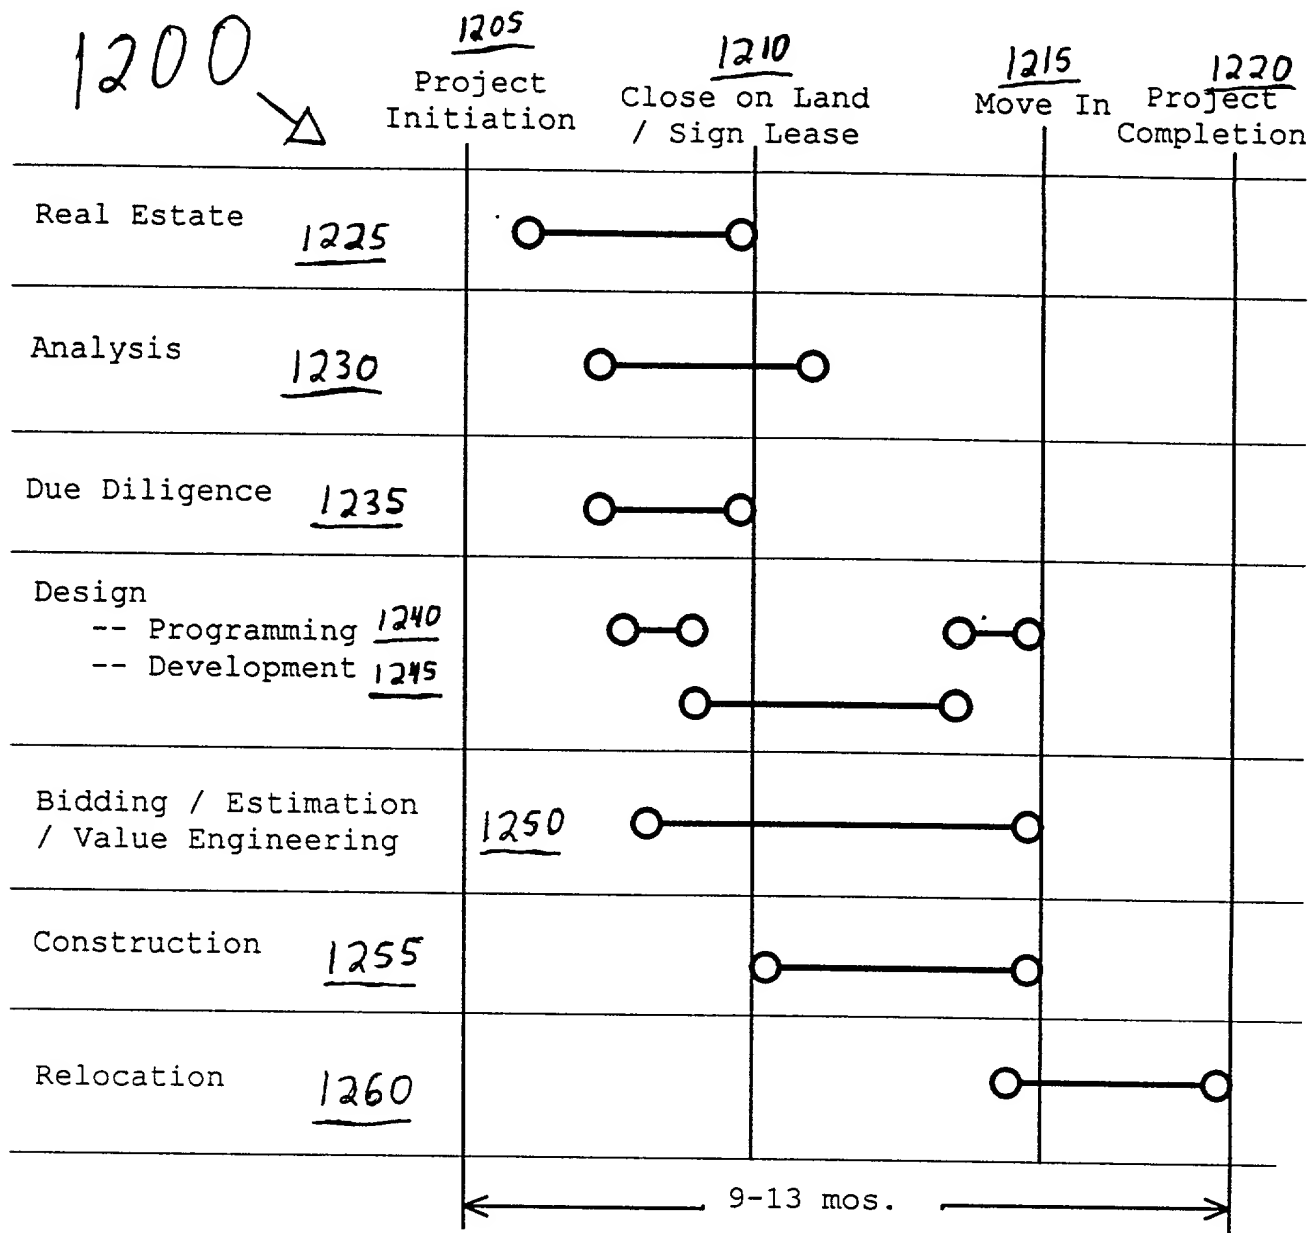 1200
1205
Project
Initiation
1210
Close on Land
/ Sign Lease
1215
Move In
1220
Project
Completion
Real Estate 1225
Analysis 1230
Due Diligence 1235
Design
-- Programming 1240
-- Development 1245
Bidding / Estimation
/ Value Engineering 1250
Construction 1255
Relocation 1260
9-13 mos.